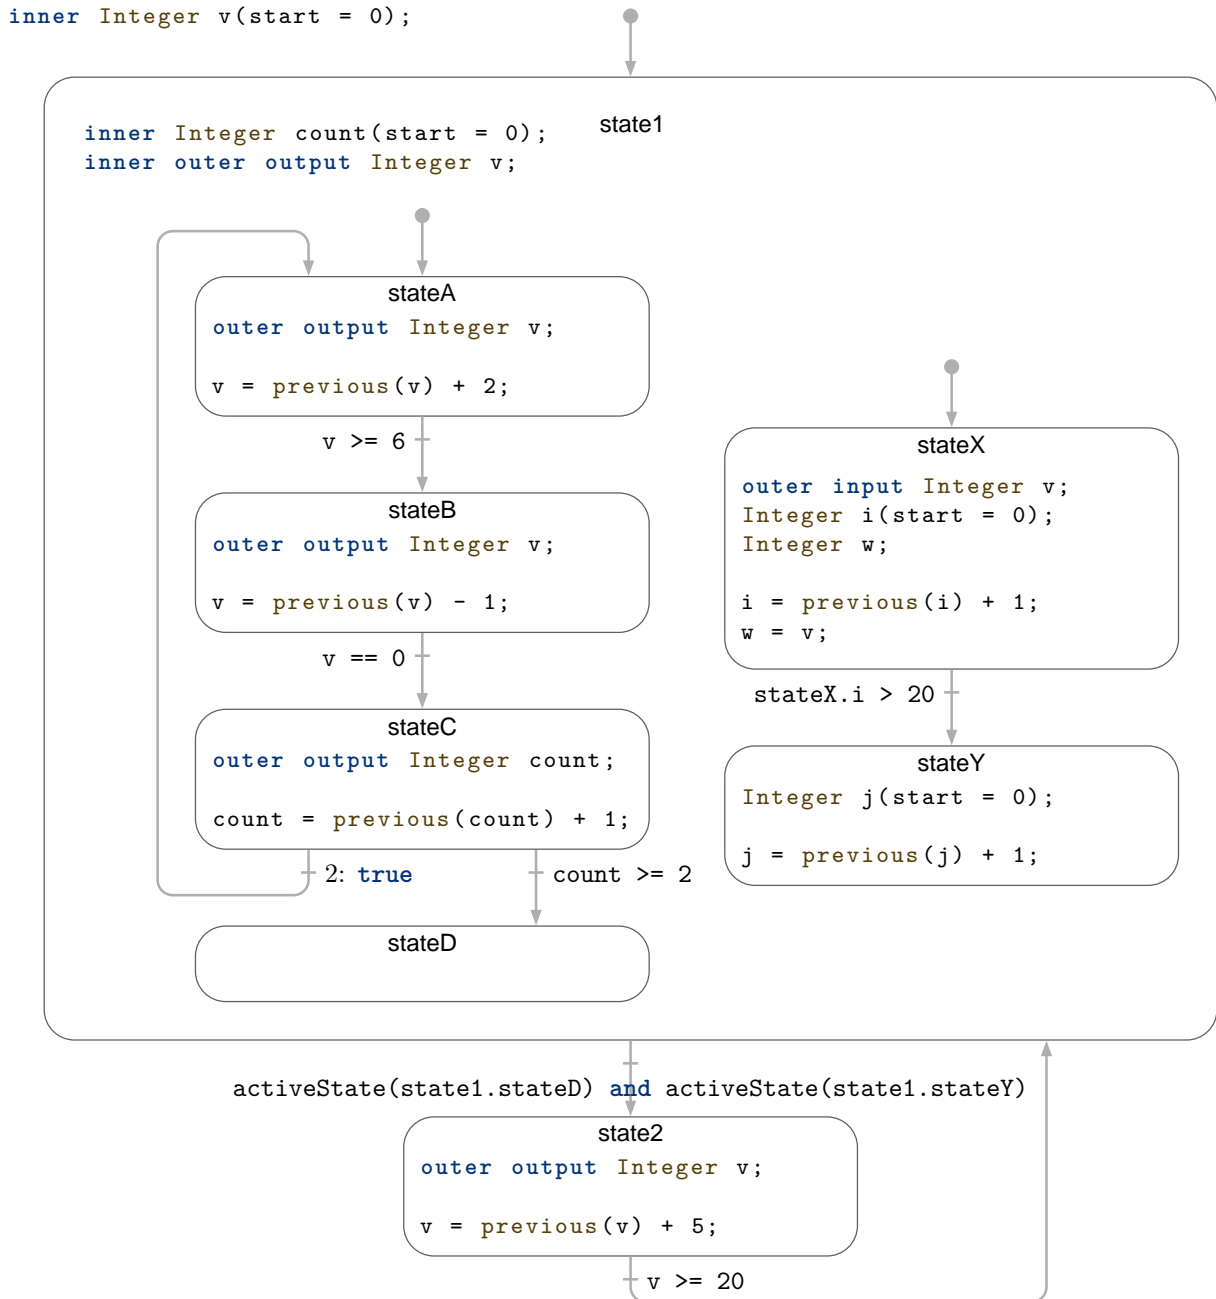 inner Integer v(start = 0);
state1
inner Integer count(start = 0);
inner outer output Integer v;
stateA
outer output Integer v;
v = previous(v) + 2;
v >= 6
stateB
outer output Integer v;
v = previous(v) - 1;
v == 0
stateC
outer output Integer count;
count = previous(count) + 1;
2: true
count >= 2
stateD
stateX
outer input Integer v;
Integer i(start = 0);
Integer w;
i = previous(i) + 1;
w = v;
stateX.i > 20
stateY
Integer j(start = 0);
j = previous(j) + 1;
activeState(state1.stateD) and activeState(state1.stateY)
state2
outer output Integer v;
v = previous(v) + 5;
v >= 20